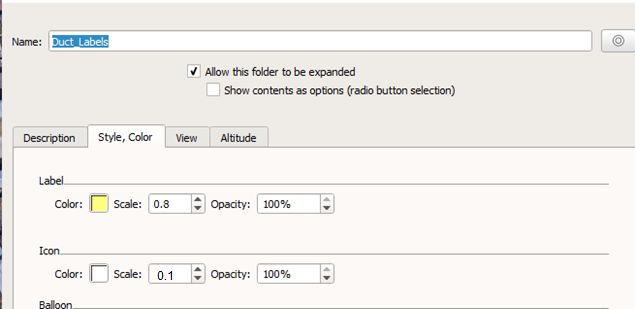 Name: Duct_Labels
Allow this folder to be expanded
Show contents as options (radio button selection)
Description Style, Color View Altitude
Label
Color: Scale: 0.8 Opacity: 100%
Icon
Color: Scale: 0.1 Opacity: 100%
Balloon